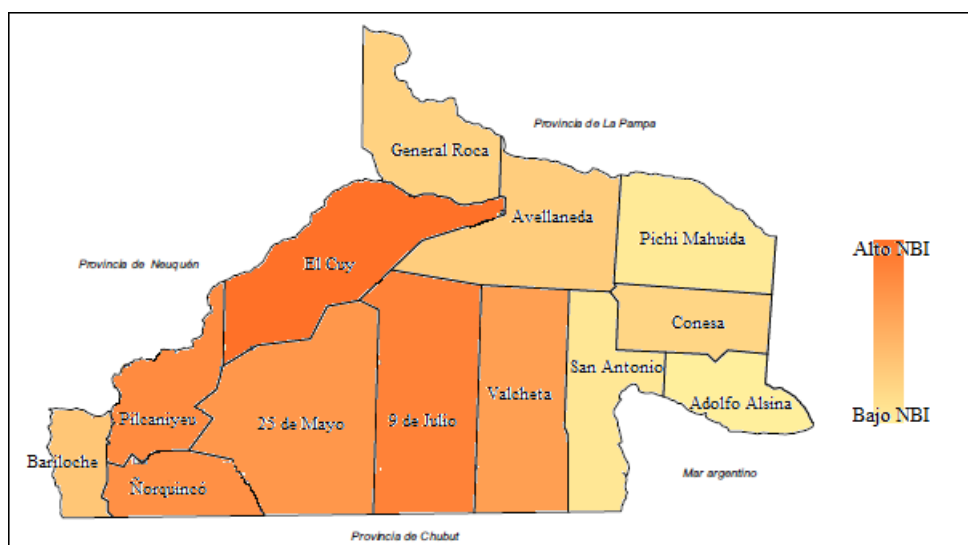 Provincia de La Pampa
General Roca
Avellaneda
Pichi Mahuida
Alto NBI
Provincia de Neuquén
El Cuy
Conesa
San Antonio
Valcheta
Adolfo Alsina
Bajo NBI
Pilcaniyeu
25 de Mayo
9 de Julio
Bariloche
Ñorquincó
Mar argentino
Provincia de Chubut